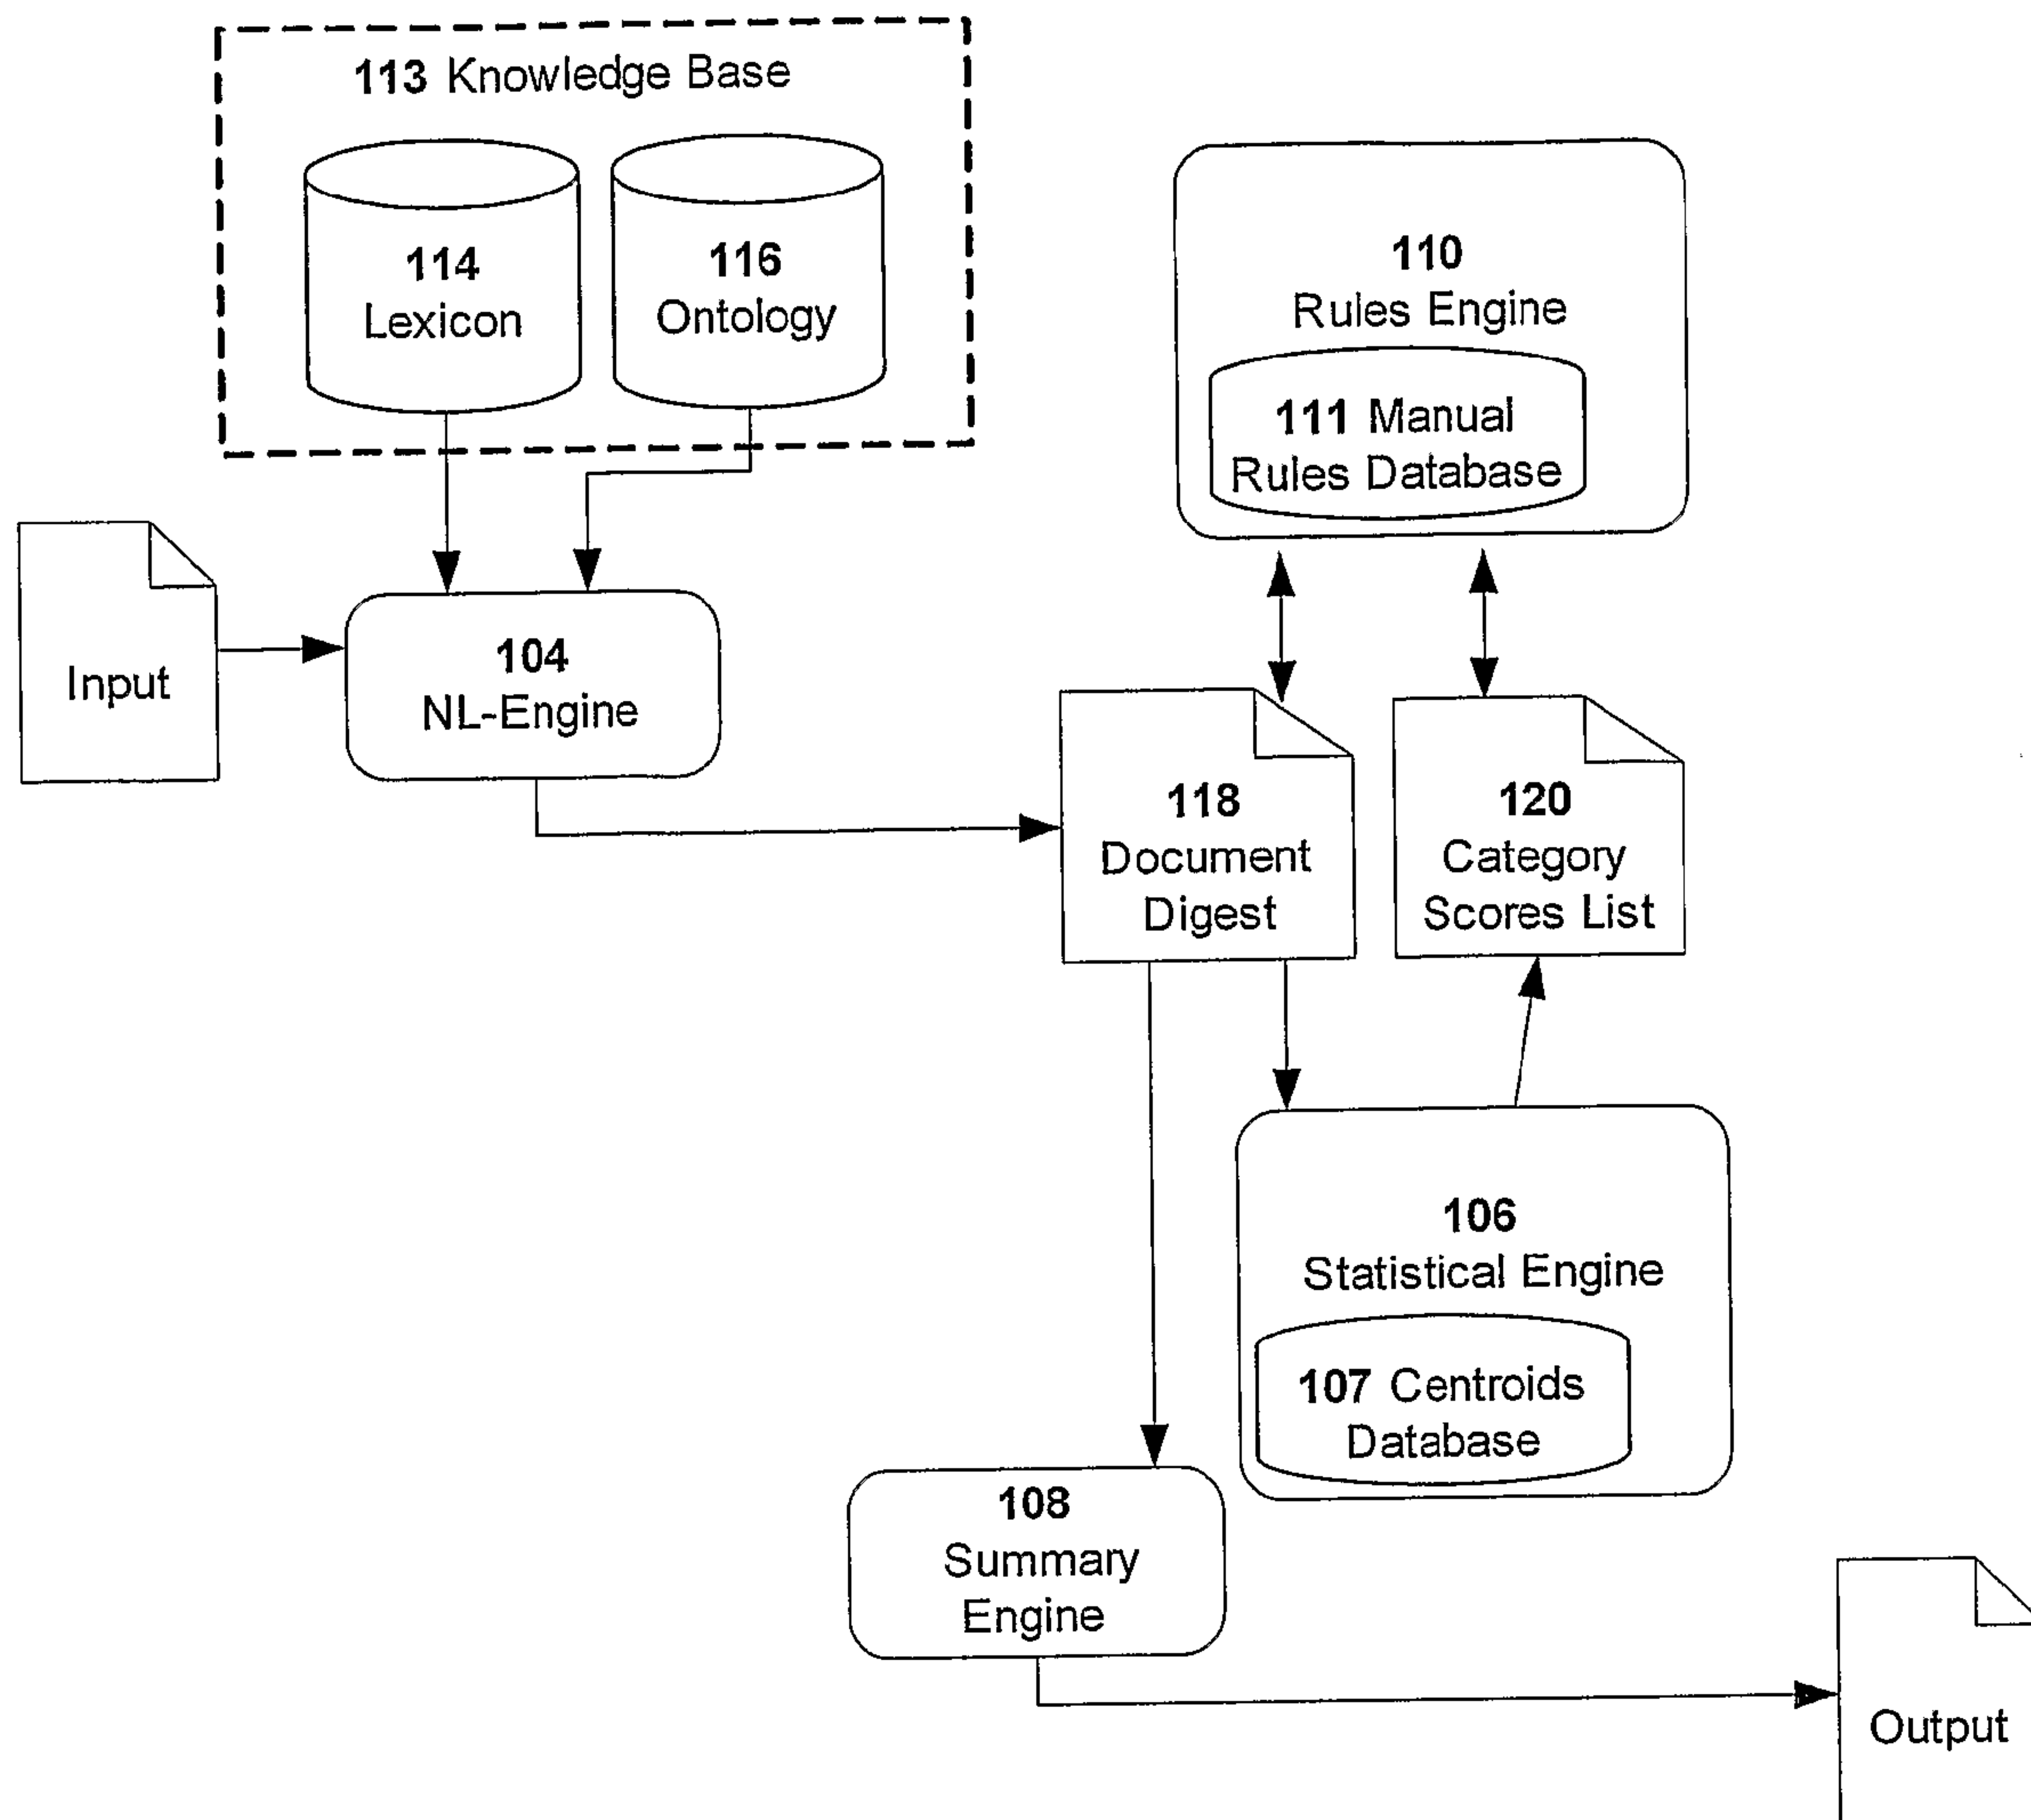 113 Knowledge Base
114
Lexicon
116
Ontology
110
Rules Engine
111 Manual
Rules Database
Input
104
NL-Engine
118
Document
Digest
120
Category
Scores List
106
Statistical Engine
107 Centroids
Database
108
Summary
Engine
Output